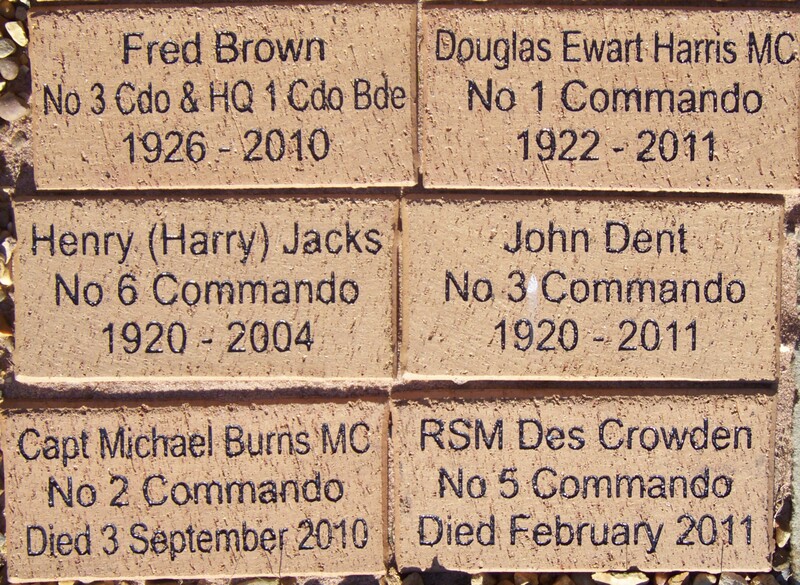 Fred Brown
No 3 Cdo & HQ 1 Cdo Bde
1926 - 2010
Douglas Ewart Harris MC
No 1 Commando
1922 - 2011
Henry (Harry) Jacks
No 6 Commando
1920 - 2004
John Dent
No 3 Commando
1920 - 2011
Capt Michael Burns MC
No 2 Commando
Died 3 September 2010
RSM Des Crowden
No 5 Commando
Died February 2011